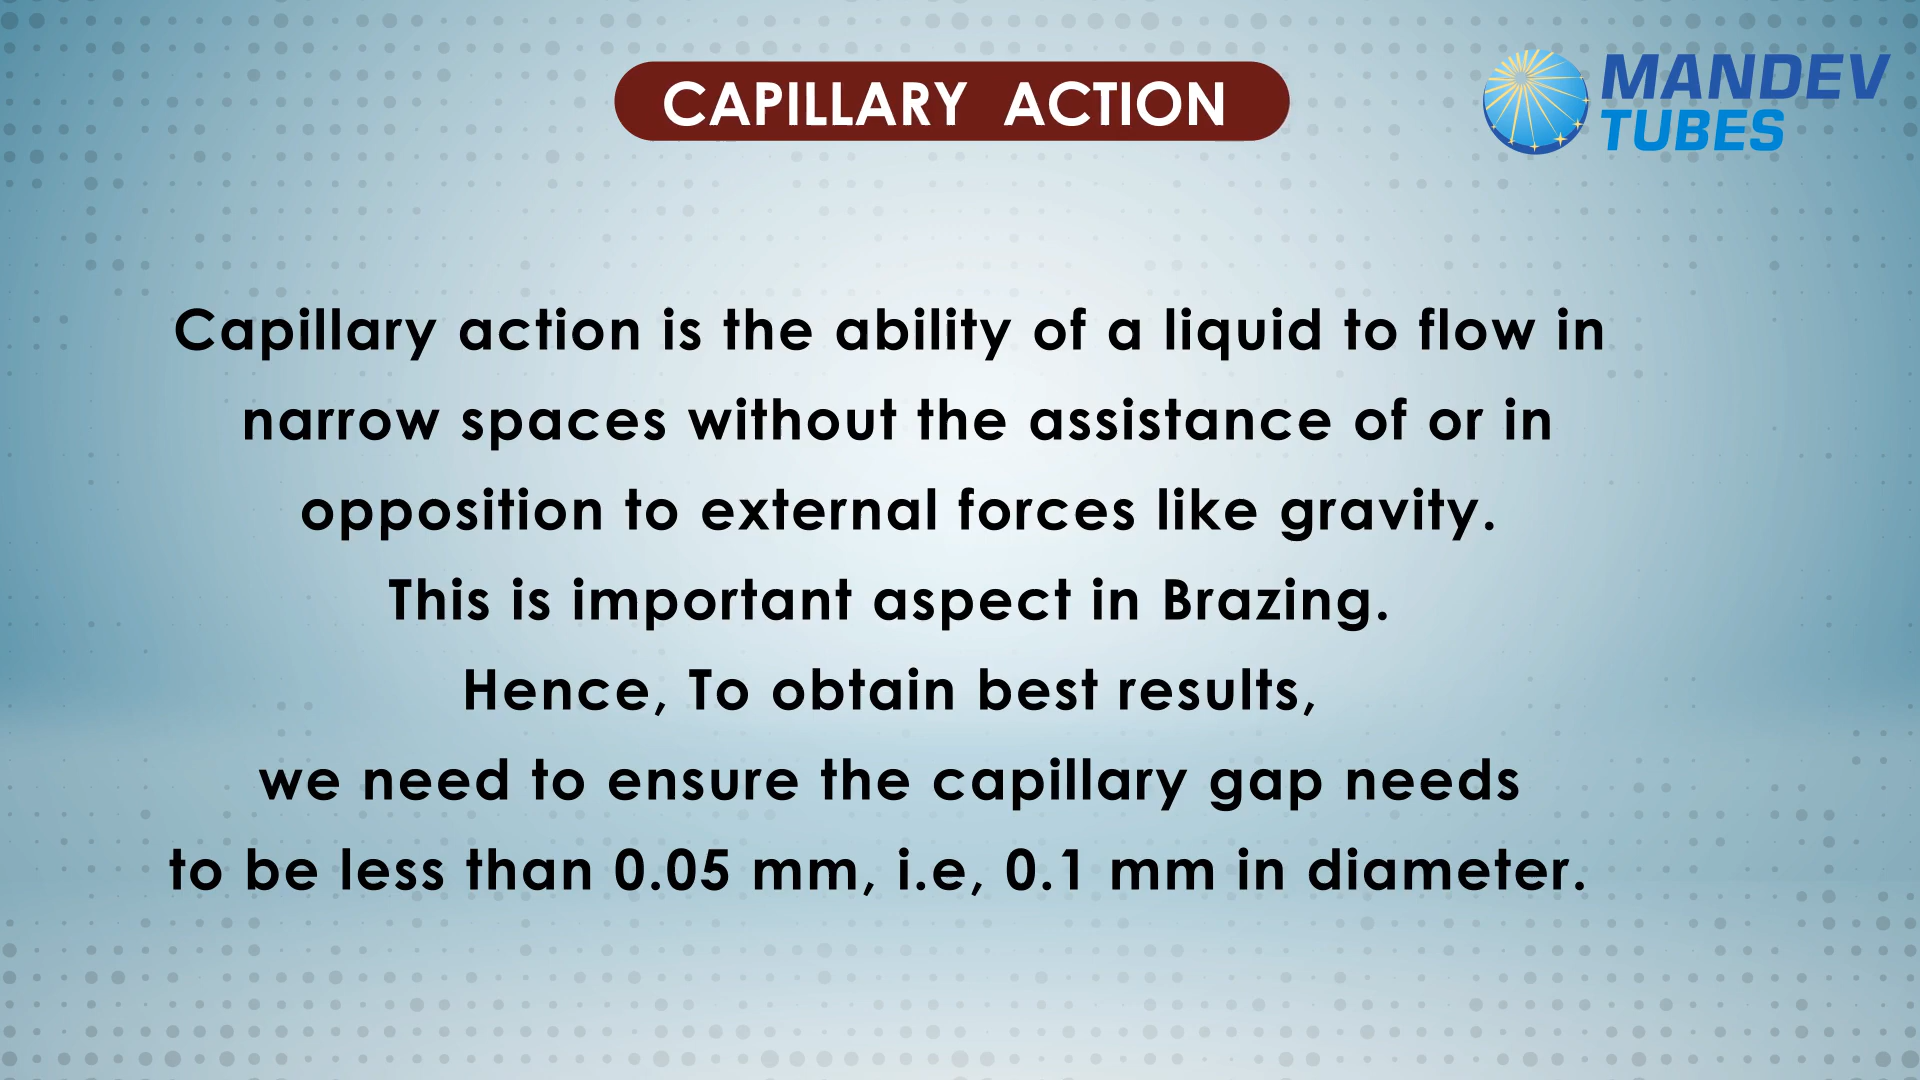 CAPILLARY ACTION
MANDEV
TUBES
Capillary action is the ability of a liquid to flow in
narrow spaces without the assistance of or in
opposition to external forces like gravity.
This is important aspect in Brazing.
Hence, To obtain best results,
we need to ensure the capillary gap needs
to be less than 0.05 mm, i.e, 0.1 mm in diameter.